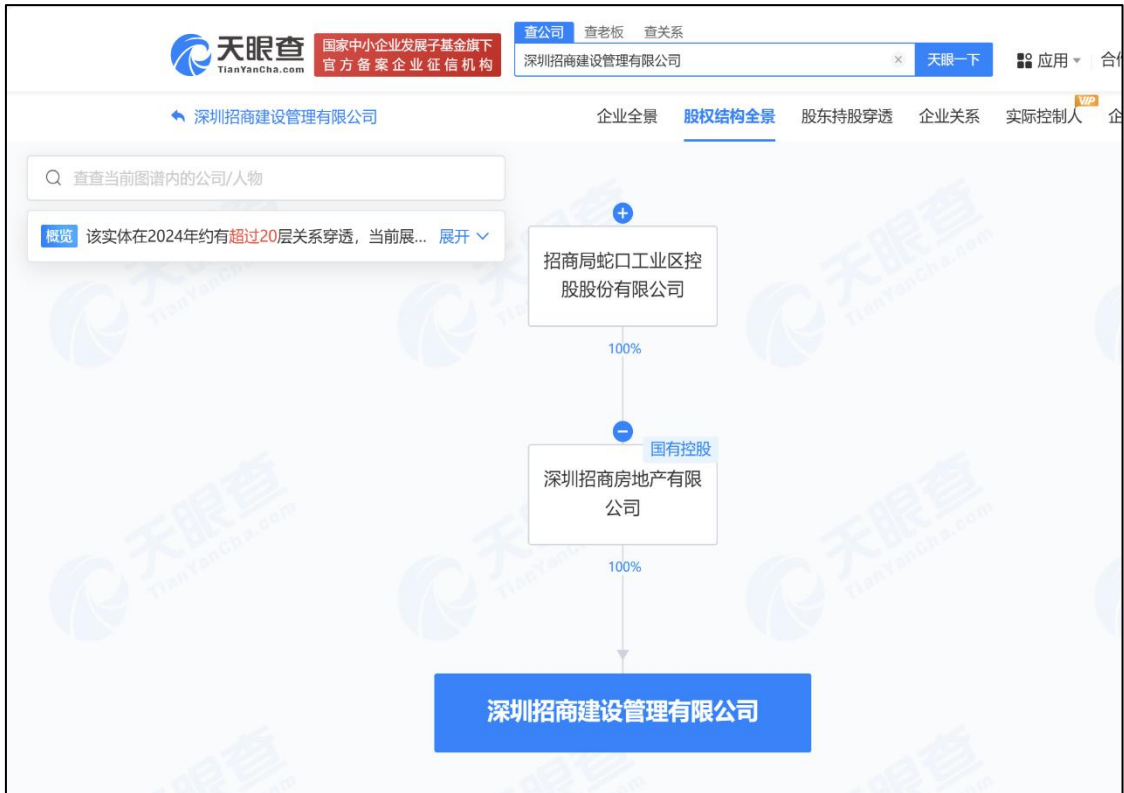 查公司 查老板 查关系
天眼查 国家中小企业发展子基金旗下
TianYanCha.com 官方备案企业征信机构
深圳招商建设管理有限公司 × 天眼一下 应用 合
深圳招商建设管理有限公司 企业全景 股权结构全景 股东持股穿透 企业关系 实际控制人 VIP 企
查查当前图谱内的公司/人物
概览 该实体在2024年约有超过20层关系穿透，当前展... 展开
招商局蛇口工业区控
股股份有限公司
100%
国有控股
深圳招商房地产有限
公司
100%
深圳招商建设管理有限公司